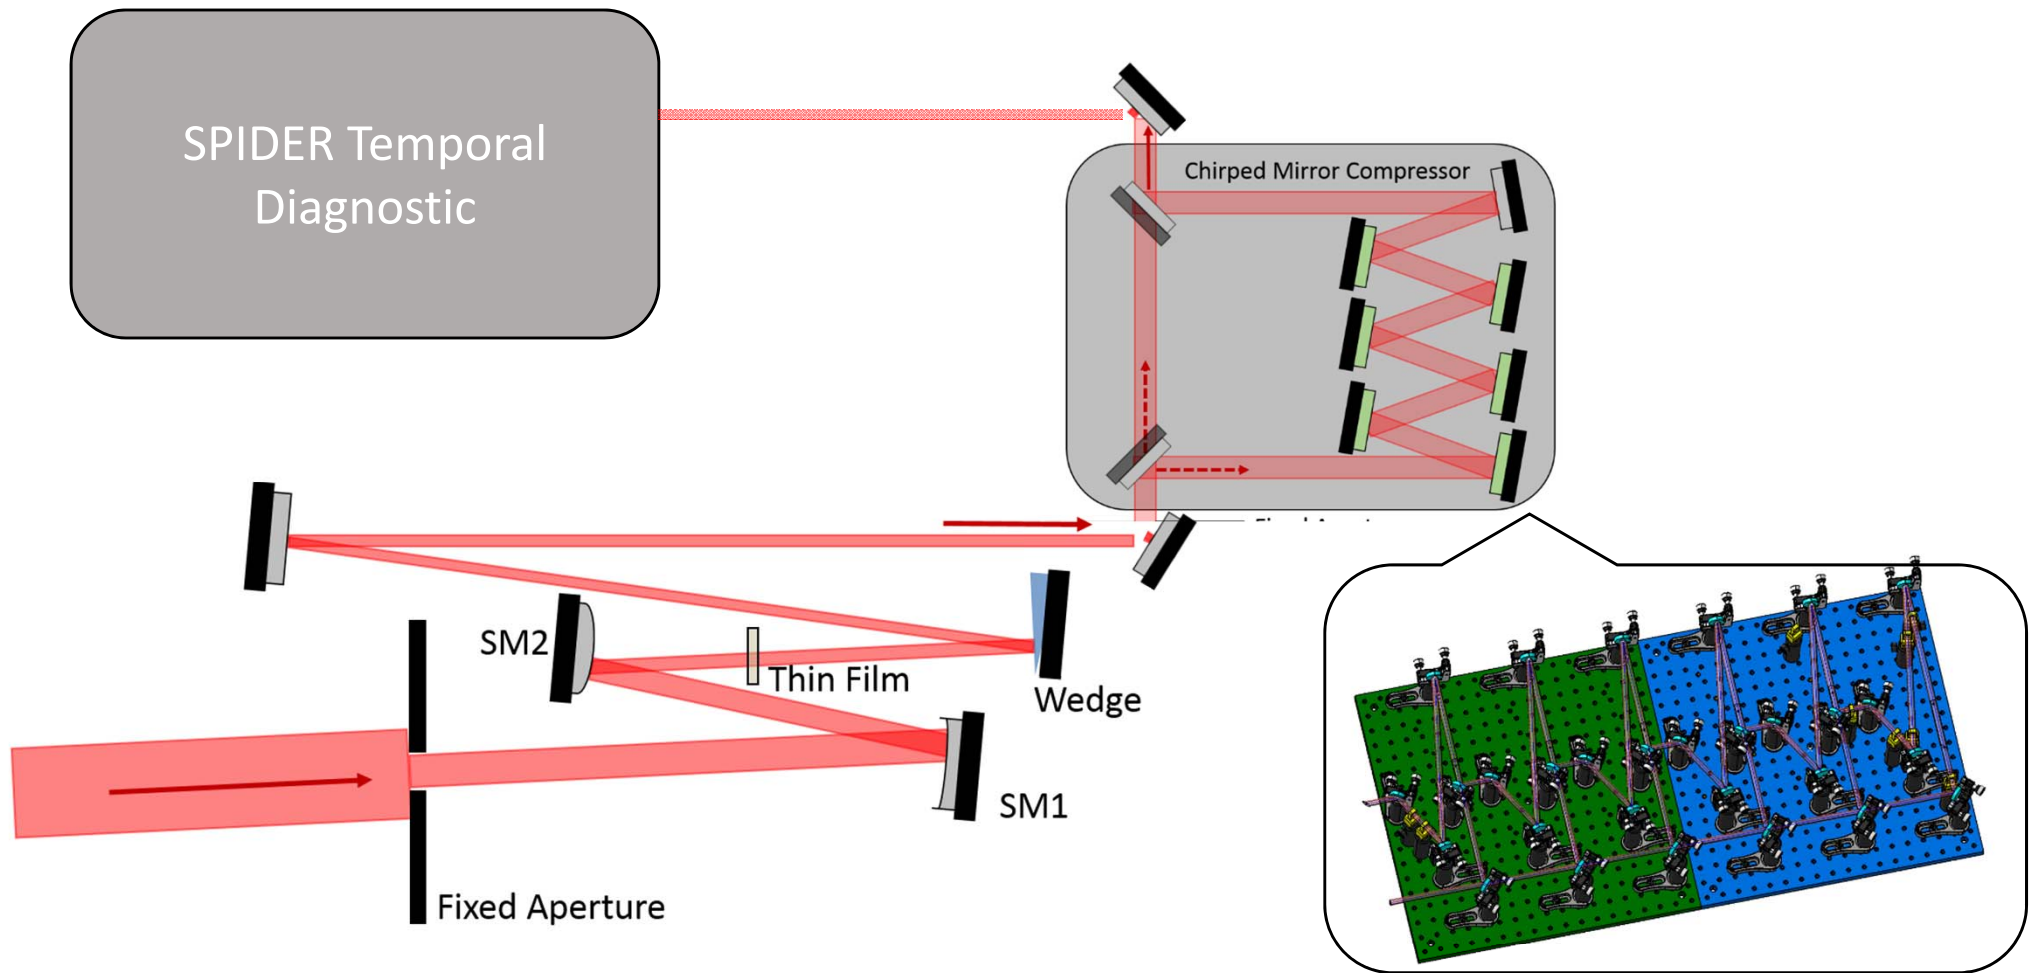 SPIDER Temporal
Diagnostic
Chirped Mirror Compressor
SM2
Thin Film
Wedge
SM1
Fixed Aperture